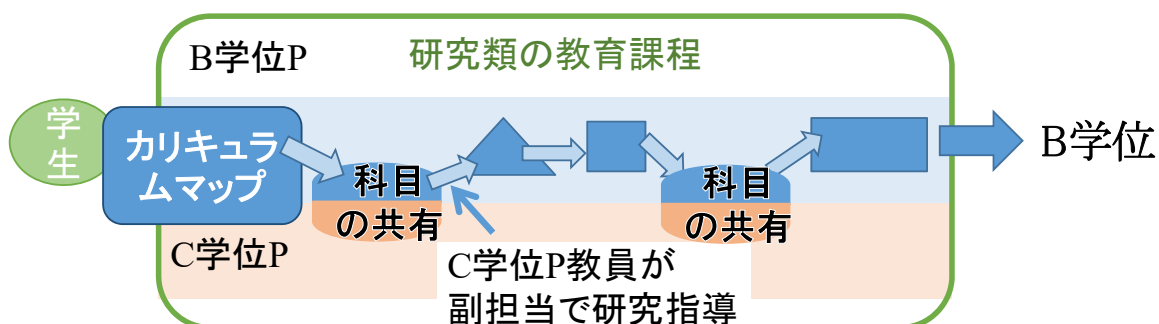 B学位P
研究類の教育課程
学
生
カリキュラ
ムマップ
科目
の共有
科目
の共有
B学位
C学位P
C学位P教員が
副担当で研究指導